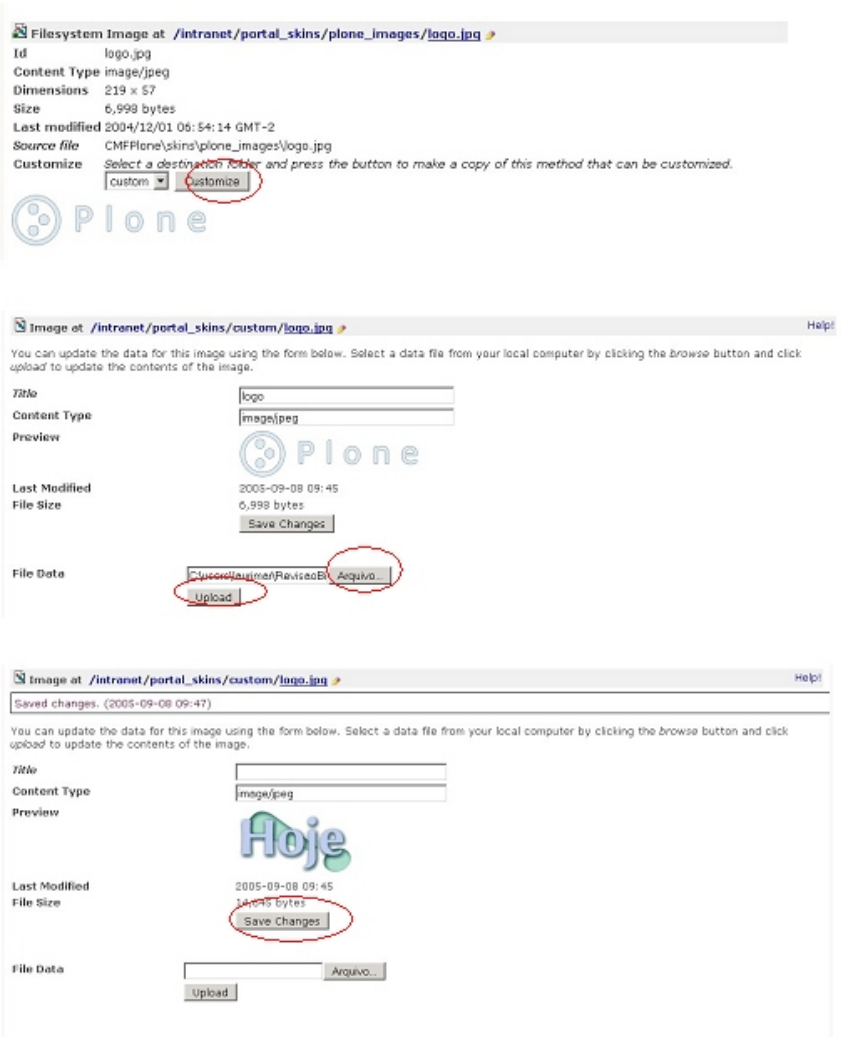 Filesystem Image at /intranet/portal_skins/plone_images/logo.jpg
Id logo.jpg
Content Type image/jpeg
Dimensions 219 x 57
Size 6,998 bytes
Last modified 2004/12/01 06:54:14 GMT-2
Source file CMFPlone\skins\plone_images\logo.jpg
Customize Select a destination folder and press the button to make a copy of this method that can be customized.
custom Customize
Plone
Image at /intranet/portal_skins/custom/logo.jpg Help!
You can update the data for this image using the form below. Select a data file from your local computer by clicking the browse button and click
upload to update the contents of the image.
Title logo
Content Type image/jpeg
Preview
Plone
Last Modified 2005-09-08 09:45
File Size 6,998 bytes
Save Changes
File Data Arquivo...
Upload
Image at /intranet/portal_skins/custom/logo.jpg Help!
Saved changes. (2005-09-08 09:47)
You can update the data for this image using the form below. Select a data file from your local computer by clicking the browse button and click
upload to update the contents of the image.
Title
Content Type image/jpeg
Preview
Hoje
Last Modified 2005-09-08 09:45
File Size 14,645 bytes
Save Changes
File Data Arquivo...
Upload